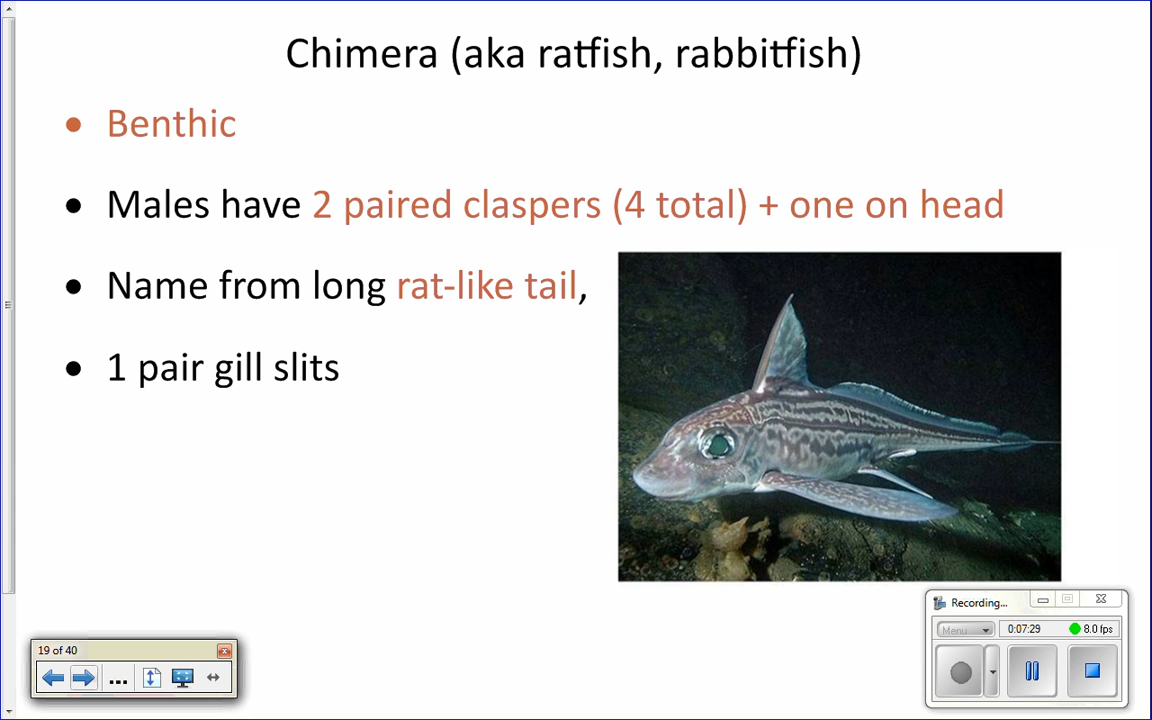 Chimera (aka ratfish, rabbitfish)
• Benthic
• Males have 2 paired claspers (4 total) + one on head
• Name from long rat-like tail,
• 1 pair gill slits
Recording...
Menu
0:07:29
8.0 fps
19 of 40
...